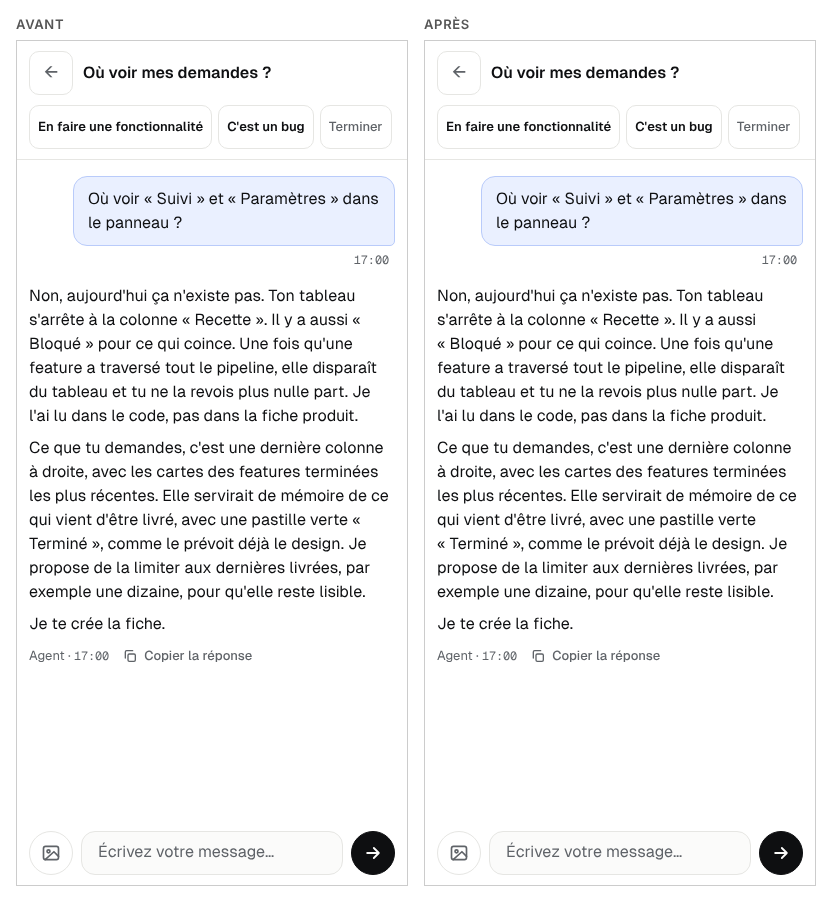 AVANT
Où voir mes demandes ?
En faire une fonctionnalité
C'est un bug
Terminer
Où voir « Suivi » et « Paramètres » dans
le panneau ?
17:00
Non, aujourd'hui ça n'existe pas. Ton tableau
s'arrête à la colonne « Recette ». Il y a aussi «
Bloqué » pour ce qui coince. Une fois qu'une
feature a traversé tout le pipeline, elle disparaît
du tableau et tu ne la revois plus nulle part. Je
l'ai lu dans le code, pas dans la fiche produit.
Ce que tu demandes, c'est une dernière colonne
à droite, avec les cartes des features terminées
les plus récentes. Elle servirait de mémoire de ce
qui vient d'être livré, avec une pastille verte «
Terminé », comme le prévoit déjà le design. Je
propose de la limiter aux dernières livrées, par
exemple une dizaine, pour qu'elle reste lisible.
Je te crée la fiche.
Agent · 17:00 Copier la réponse
Écrivez votre message...
APRÈS
Où voir mes demandes ?
En faire une fonctionnalité
C'est un bug
Terminer
Où voir « Suivi » et « Paramètres » dans
le panneau ?
17:00
Non, aujourd'hui ça n'existe pas. Ton tableau
s'arrête à la colonne « Recette ». Il y a aussi
« Bloqué » pour ce qui coince. Une fois qu'une
feature a traversé tout le pipeline, elle disparaît
du tableau et tu ne la revois plus nulle part. Je
l'ai lu dans le code, pas dans la fiche produit.
Ce que tu demandes, c'est une dernière colonne
à droite, avec les cartes des features terminées
les plus récentes. Elle servirait de mémoire de ce
qui vient d'être livré, avec une pastille verte
« Terminé », comme le prévoit déjà le design. Je
propose de la limiter aux dernières livrées, par
exemple une dizaine, pour qu'elle reste lisible.
Je te crée la fiche.
Agent · 17:00 Copier la réponse
Écrivez votre message...